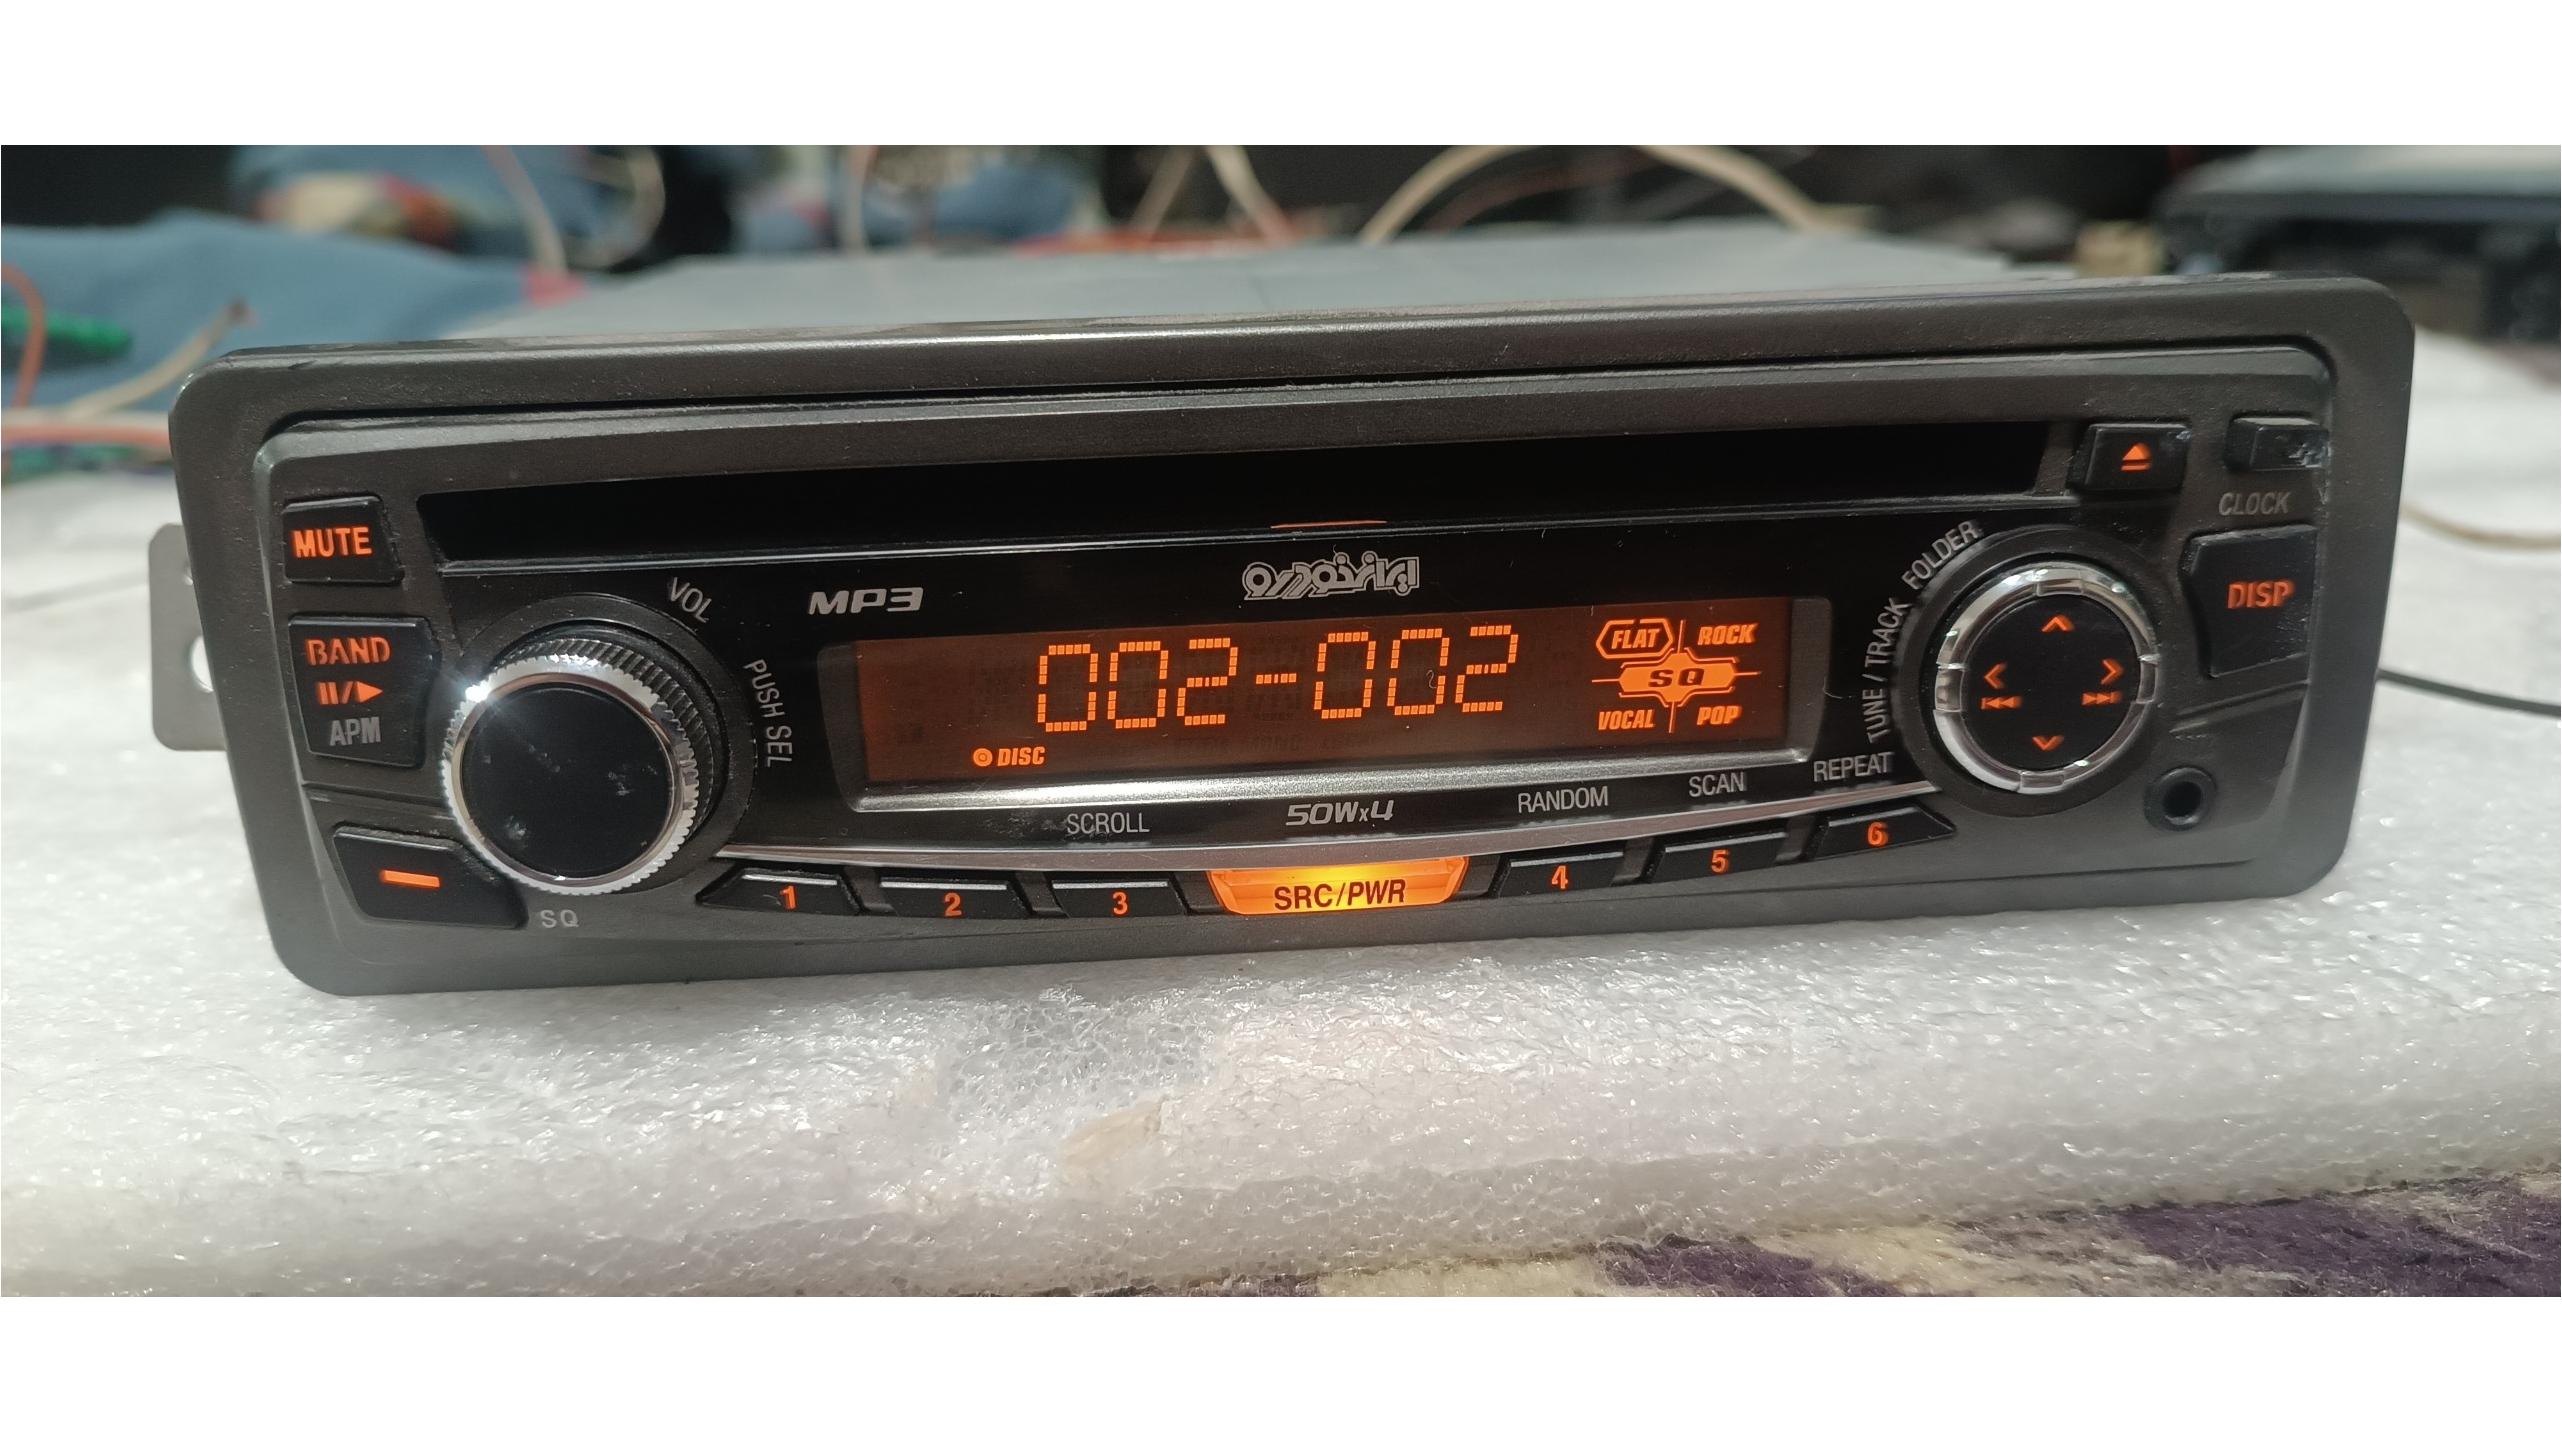 CLOCK
MUTE
VOL
MP3
ایران‌خودرو
TUNE / TRACK
FOLDER
DISP
BAND
II/▶
APM
PUSH SEL
002-002
FLAT
ROCK
SQ
VOCAL
POP
DISC
SCROLL
50Wx4
RANDOM
SCAN
REPEAT
SQ
1
2
3
SRC/PWR
4
5
6